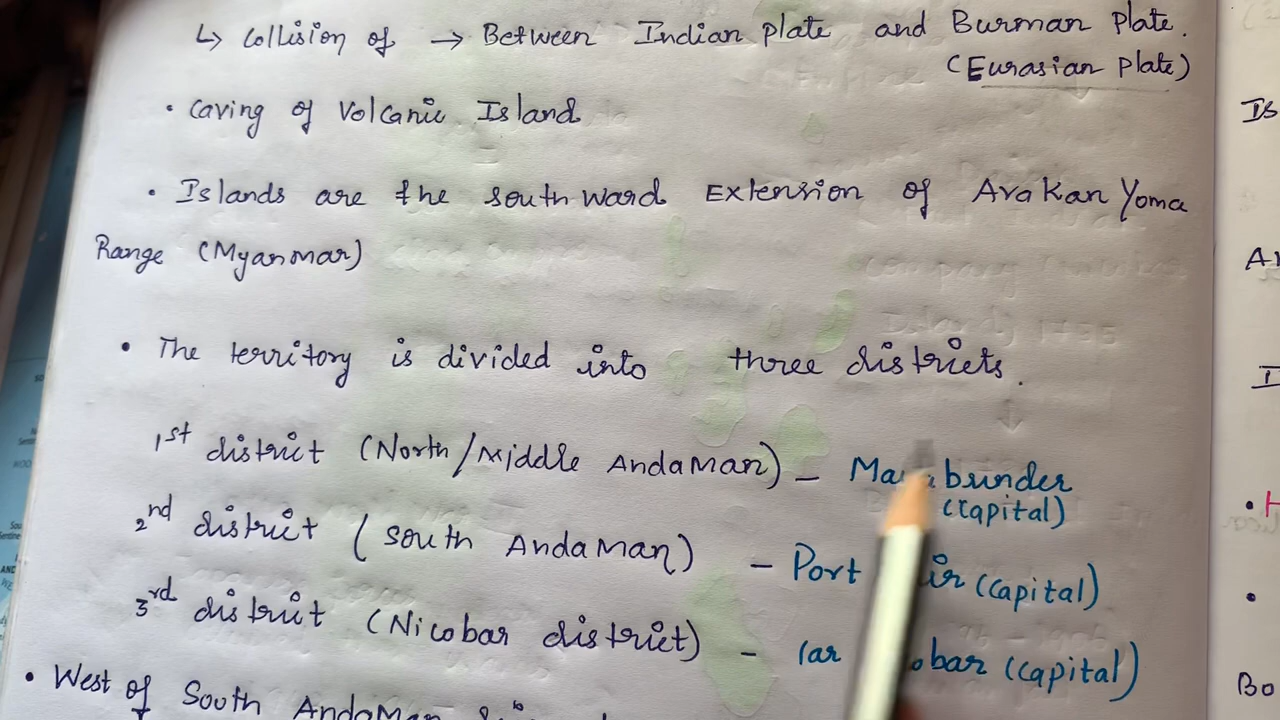 ↳ Collision of → Between Indian plate and Burman Plate.
(Eurasian plate)
• Caving of Volcanic Island
• Islands are the southward Extension of Arakan Yoma
Range (Myanmar)
• The territory is divided into three districts.
1st district (North/Middle Andaman) – bunder
(Capital)
2nd district (South Andaman) – Port (Capital)
3rd district (Nicobar district) – Car (Capital)
• West of South Andaman